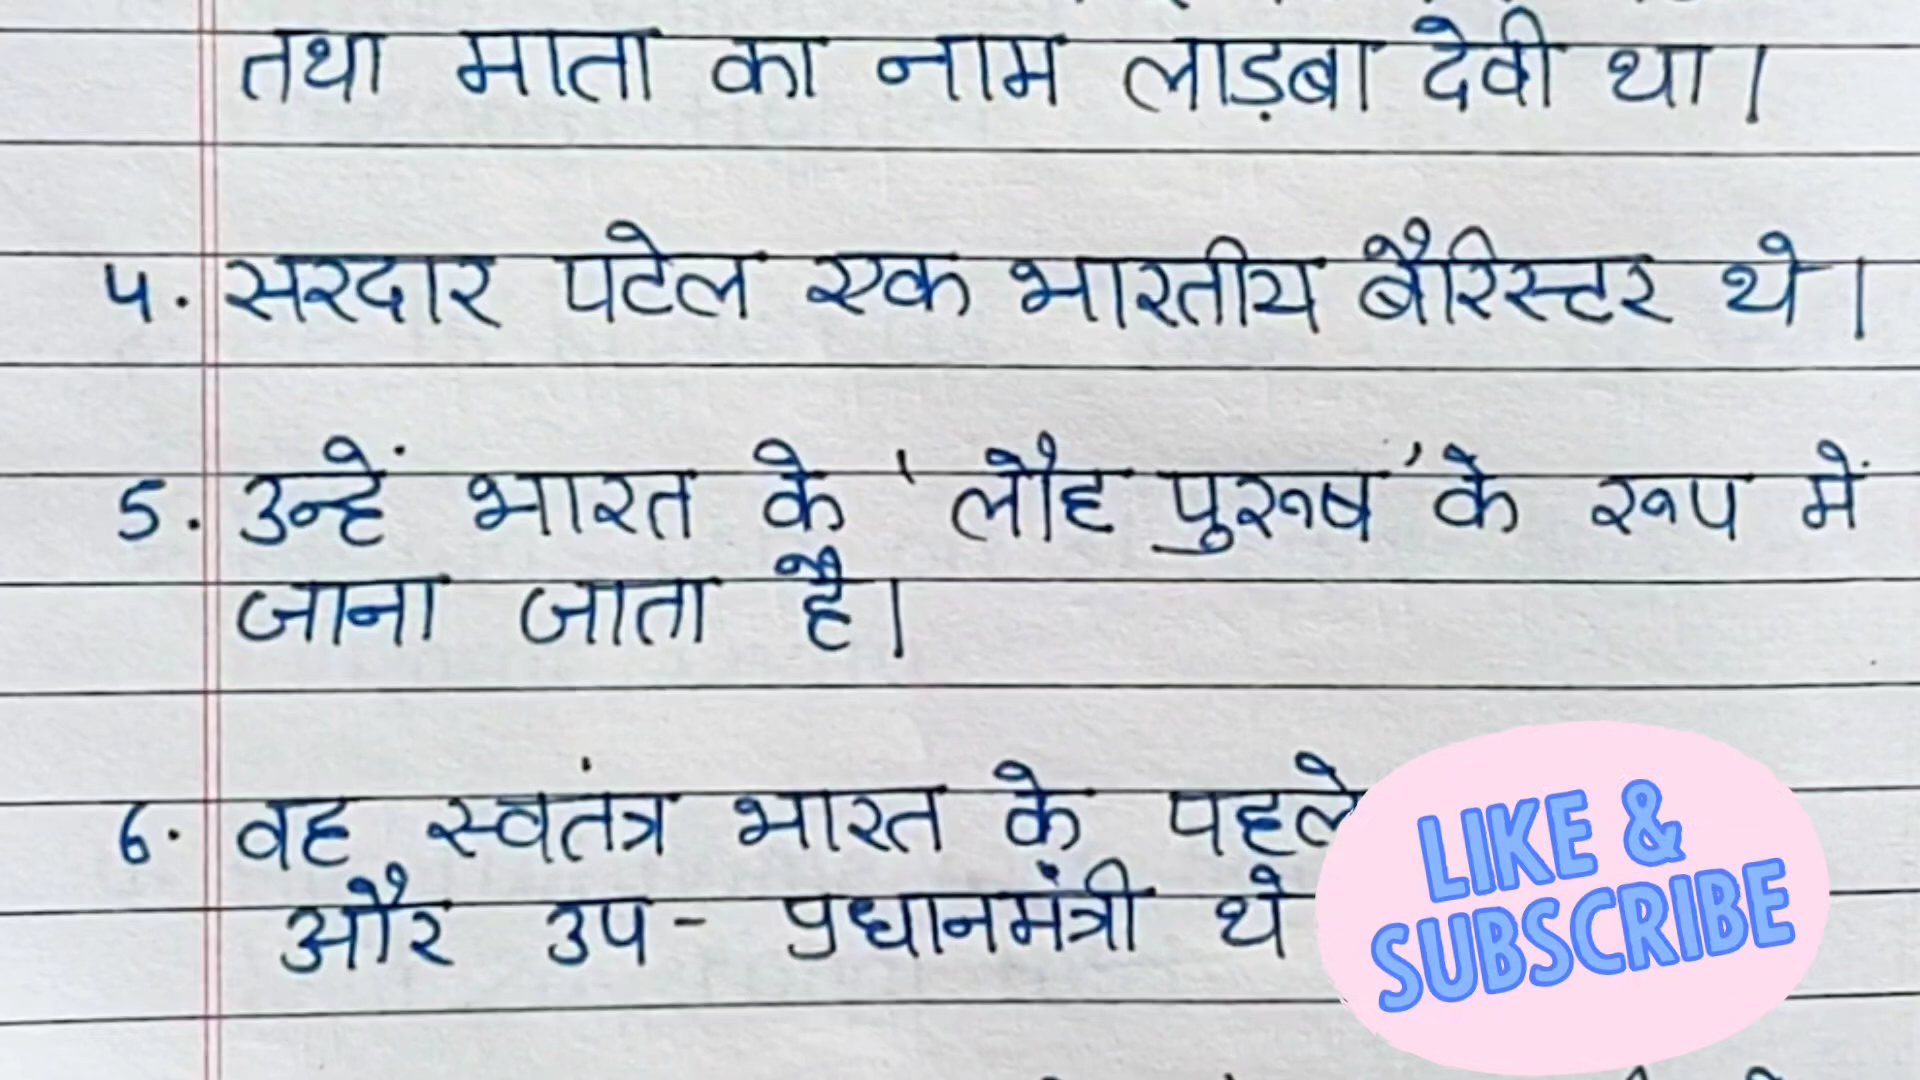 तथा माता का नाम लाड़बा देवी था।
4. सरदार पटेल एक भारतीय बैरिस्टर थे।
5. उन्हें भारत के 'लौह पुरूष' के रूप में
जाना जाता है।
6. वह स्वतंत्र भारत के पहले
और उप- प्रधानमंत्री थे
LIKE &
SUBSCRIBE